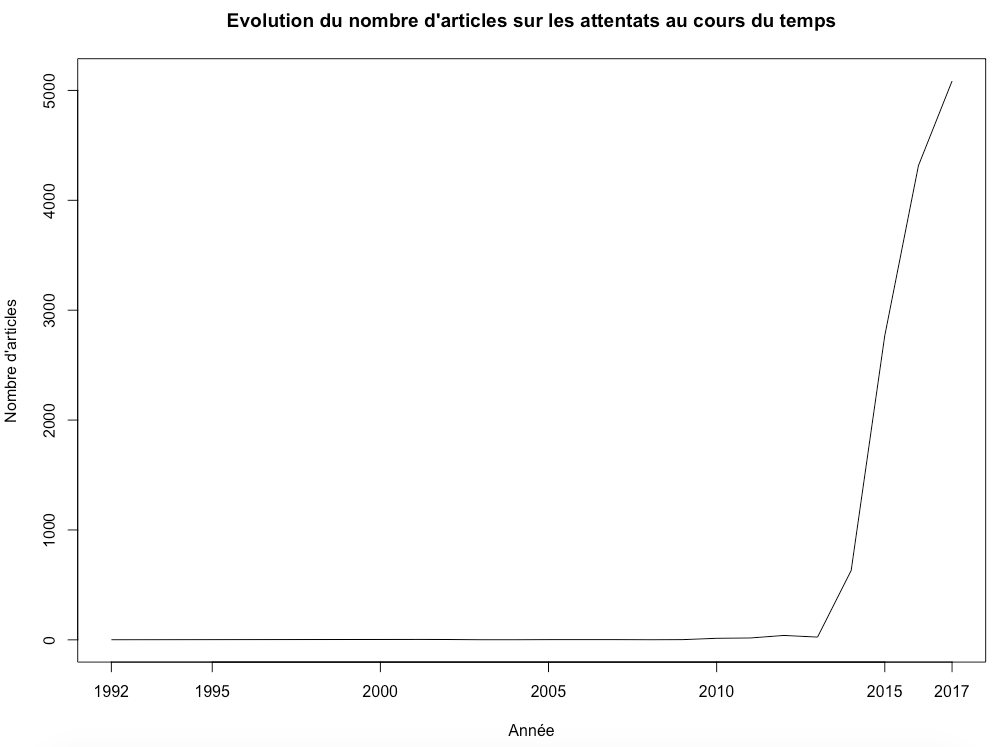 Evolution du nombre d'articles sur les attentats au cours du temps
Nombre d'articles
5000
4000
3000
2000
1000
0
1992 1995 2000 2005 2010 2015 2017
Année